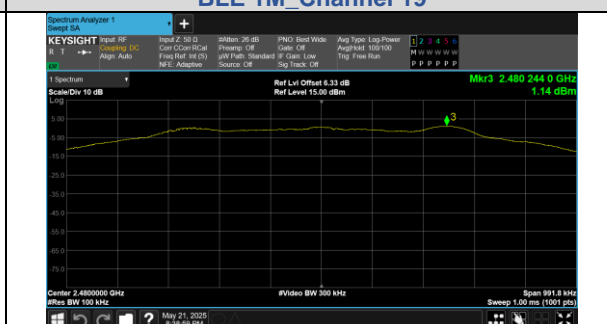 BLE 1M_Channel 19
Spectrum Analyzer 1
Swept SA
+
KEYSIGHT
R T
Input: RF
Coupling: DC
Align: Auto
Input Z: 50 Ω
Corr CCorr RCal
Freq Ref: Int (S)
NFE: Adaptive
#Atten: 26 dB
Preamp: Off
µW Path: Standard
Source: Off
PNO: Best Wide
Gate: Off
IF Gain: Low
Sig Track: Off
Avg Type: Log-Power
Avg|Hold: 100/100
Trig: Free Run
1 2 3 4 5 6
M W W W W W
P P P P P P
1 Spectrum
Scale/Div 10 dB
Log
Ref Lvl Offset 6.33 dB
Ref Level 15.00 dBm
Mkr3 2.480 244 0 GHz
1.14 dBm
3
5.00
-5.00
-15.0
-25.0
-35.0
-45.0
-55.0
-65.0
-75.0
Center 2.4800000 GHz
#Res BW 100 kHz
#Video BW 300 kHz
Span 991.8 kHz
Sweep 1.00 ms (1001 pts)
?
May 21, 2025